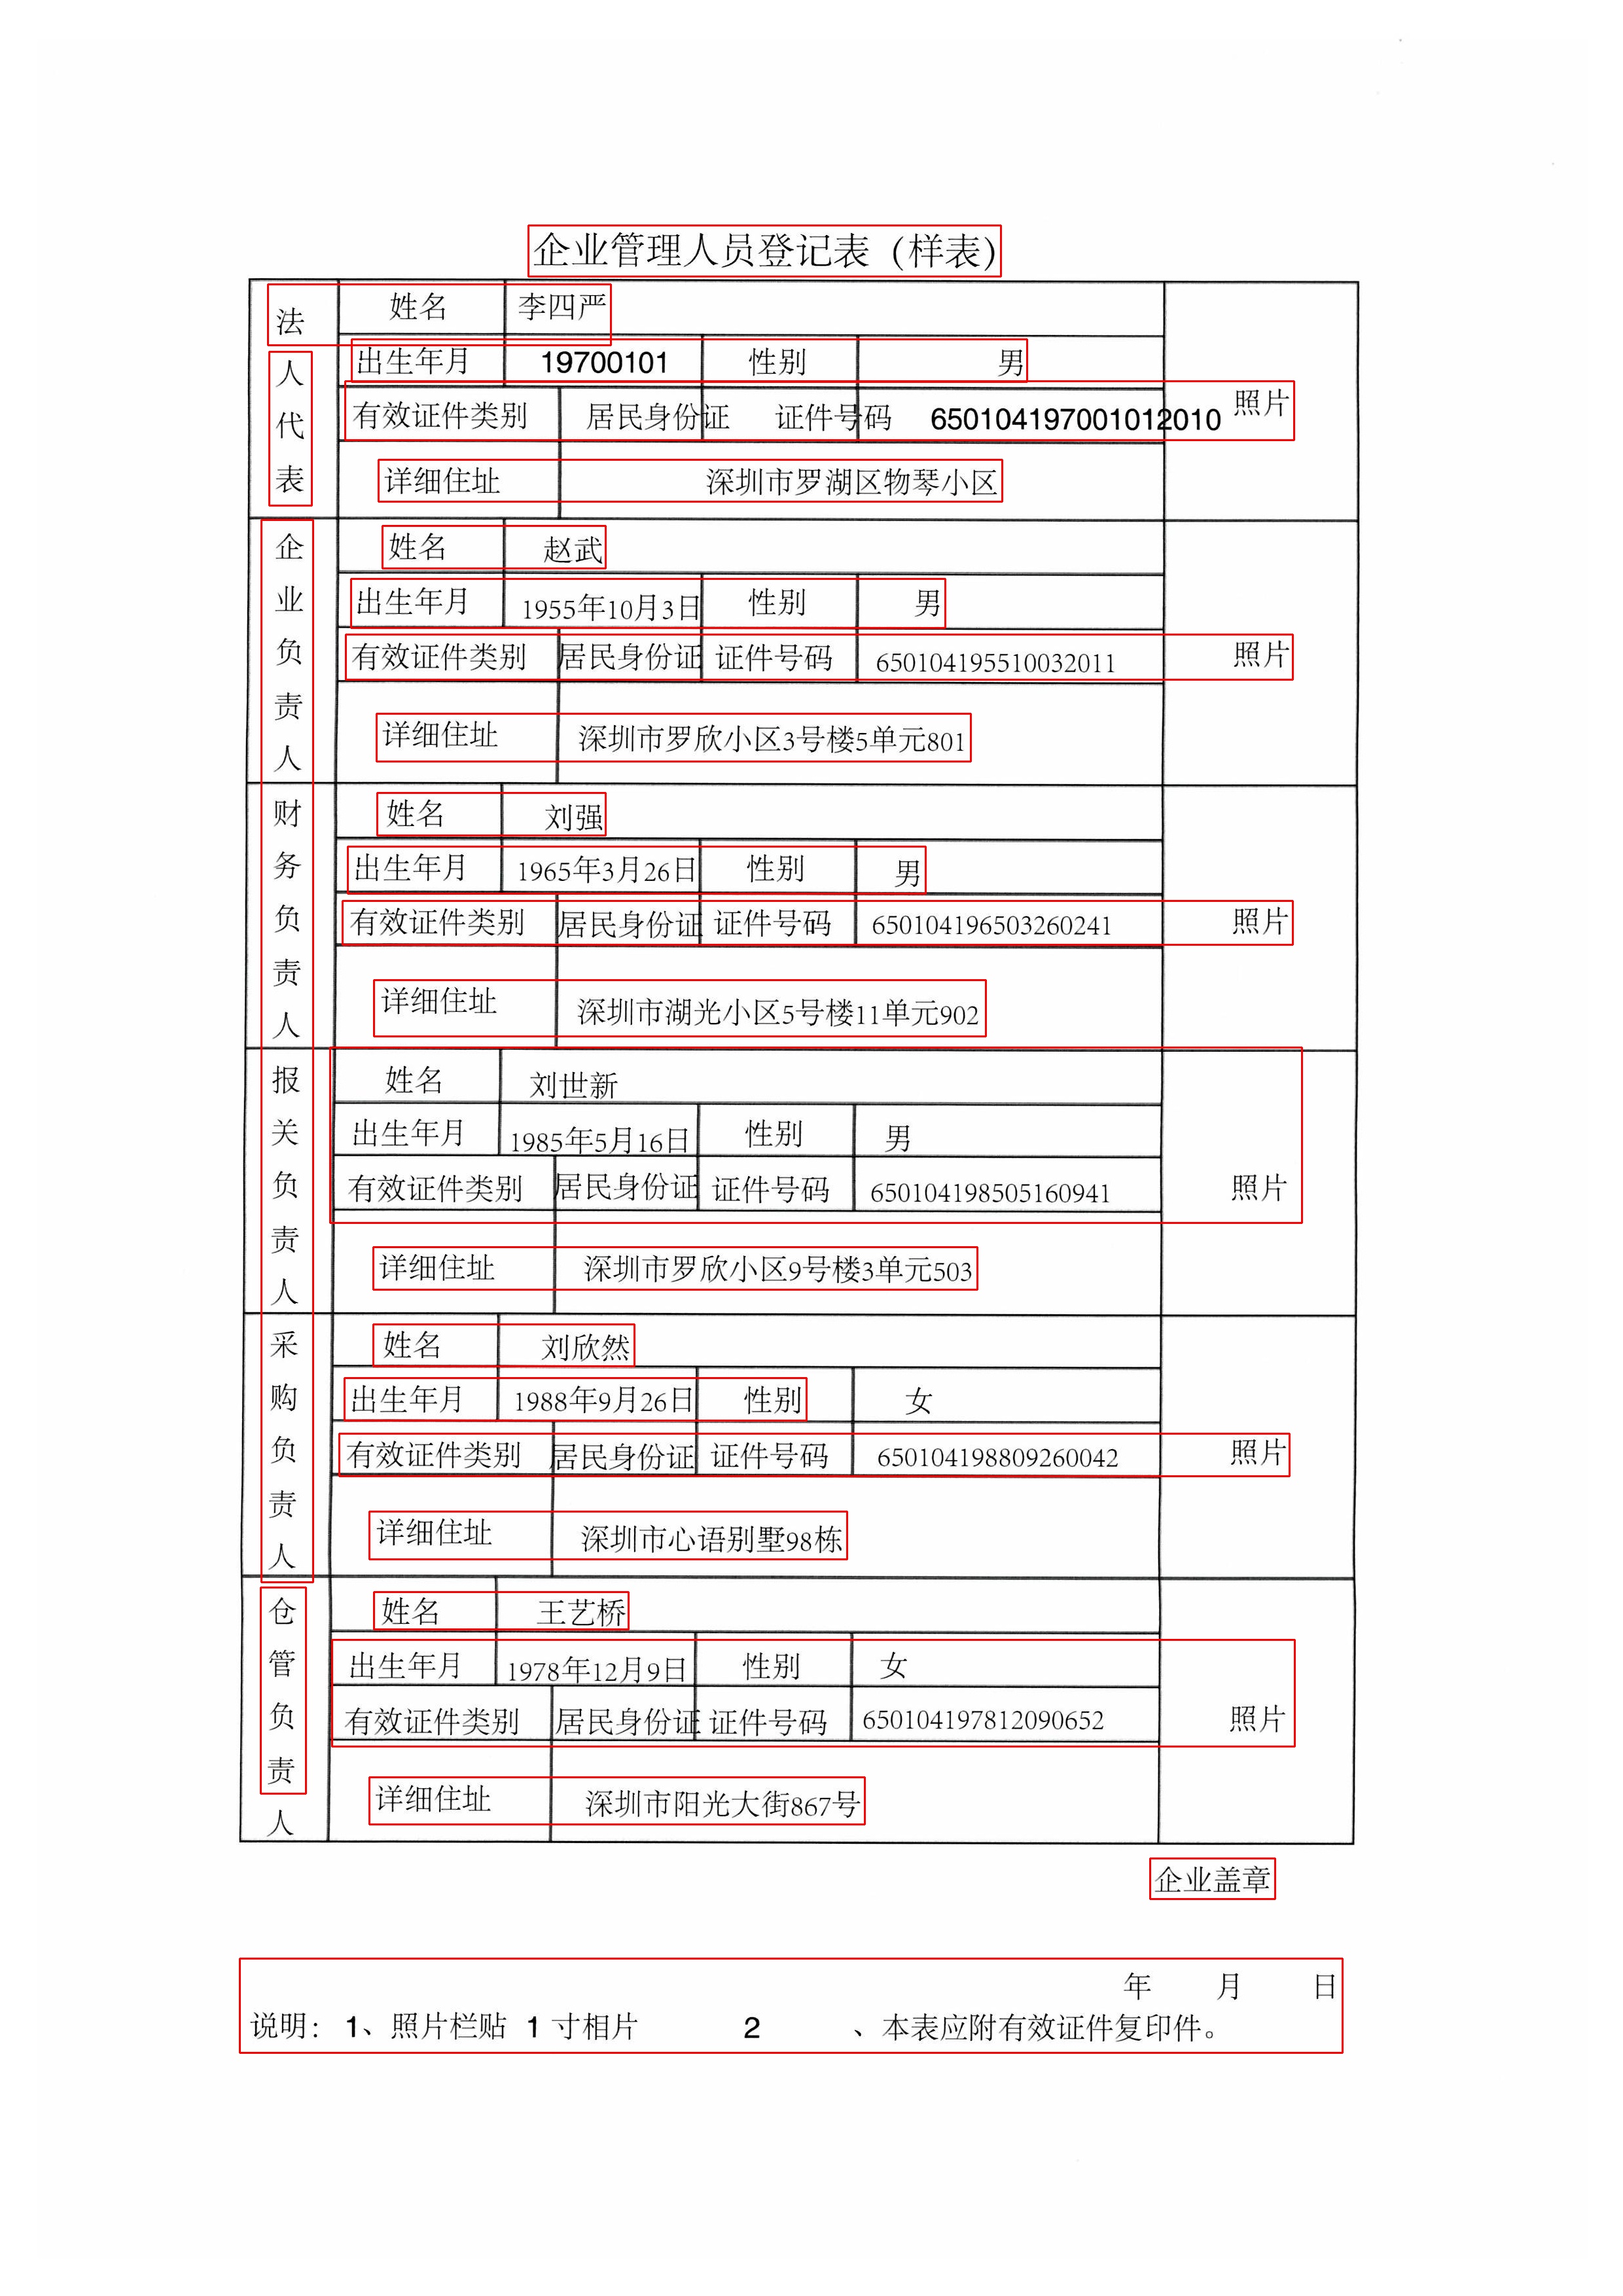 企业管理人员登记表（样表）
法人代表
姓名 李四严
出生年月 19700101 性别 男
有效证件类别 居民身份证 证件号码 650104197001012010 照片
详细住址 深圳市罗湖区物琴小区
企业负责人
姓名 赵武
出生年月 1955年10月3日 性别 男
有效证件类别 居民身份证 证件号码 650104195510032011 照片
详细住址 深圳市罗欣小区3号楼5单元801
财务负责人
姓名 刘强
出生年月 1965年3月26日 性别 男
有效证件类别 居民身份证 证件号码 650104196503260241 照片
详细住址 深圳市湖光小区5号楼11单元902
报关负责人
姓名 刘世新
出生年月 1985年5月16日 性别 男
有效证件类别 居民身份证 证件号码 650104198505160941 照片
详细住址 深圳市罗欣小区9号楼3单元503
采购负责人
姓名 刘欣然
出生年月 1988年9月26日 性别 女
有效证件类别 居民身份证 证件号码 650104198809260042 照片
详细住址 深圳市心语别墅98栋
仓管负责人
姓名 王艺桥
出生年月 1978年12月9日 性别 女
有效证件类别 居民身份证 证件号码 650104197812090652 照片
详细住址 深圳市阳光大街867号
企业盖章
年 月 日
说明: 1、照片栏贴 1 寸相片 2 、本表应附有效证件复印件。